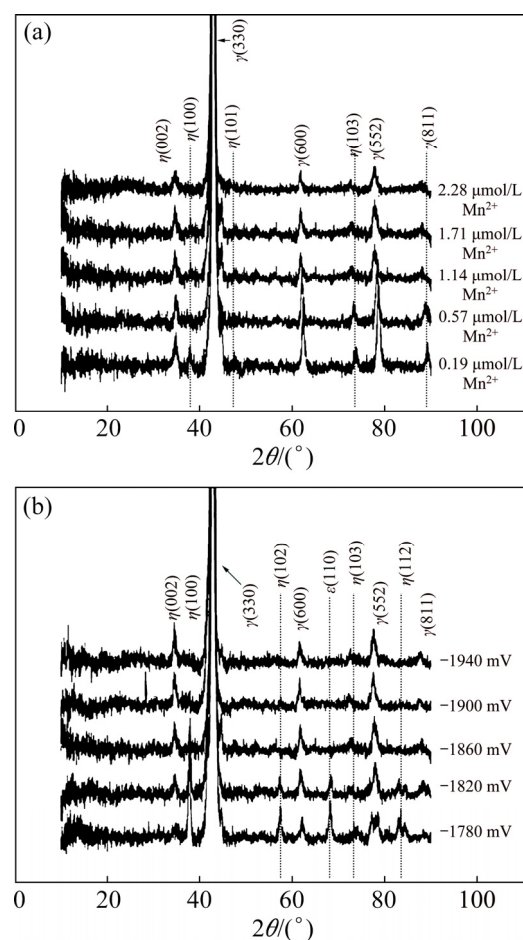 (a)
γ(330)
η(002)
η(100)
η(101)
γ(600)
η(103)
γ(552)
γ(811)
2.28 μmol/L
Mn²⁺
1.71 μmol/L
Mn²⁺
1.14 μmol/L
Mn²⁺
0.57 μmol/L
Mn²⁺
0.19 μmol/L
Mn²⁺
0 20 40 60 80 100
2θ/(°)
(b)
η(002)
η(100)
γ(330)
η(102)
γ(600)
ε(110)
η(103)
γ(552)
η(112)
γ(811)
−1940 mV
−1900 mV
−1860 mV
−1820 mV
−1780 mV
0 20 40 60 80 100
2θ/(°)